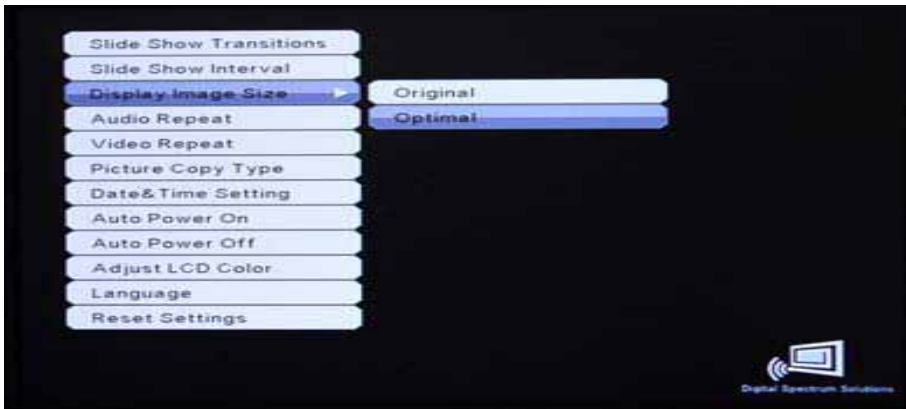 Slide Show Transitions
Slide Show Interval
Display Image Size
Original
Audio Repeat
Optimal
Video Repeat
Picture Copy Type
Date&Time Setting
Auto Power On
Auto Power Off
Adjust LCD Color
Language
Reset Settings
Digital Spectrum Solutions